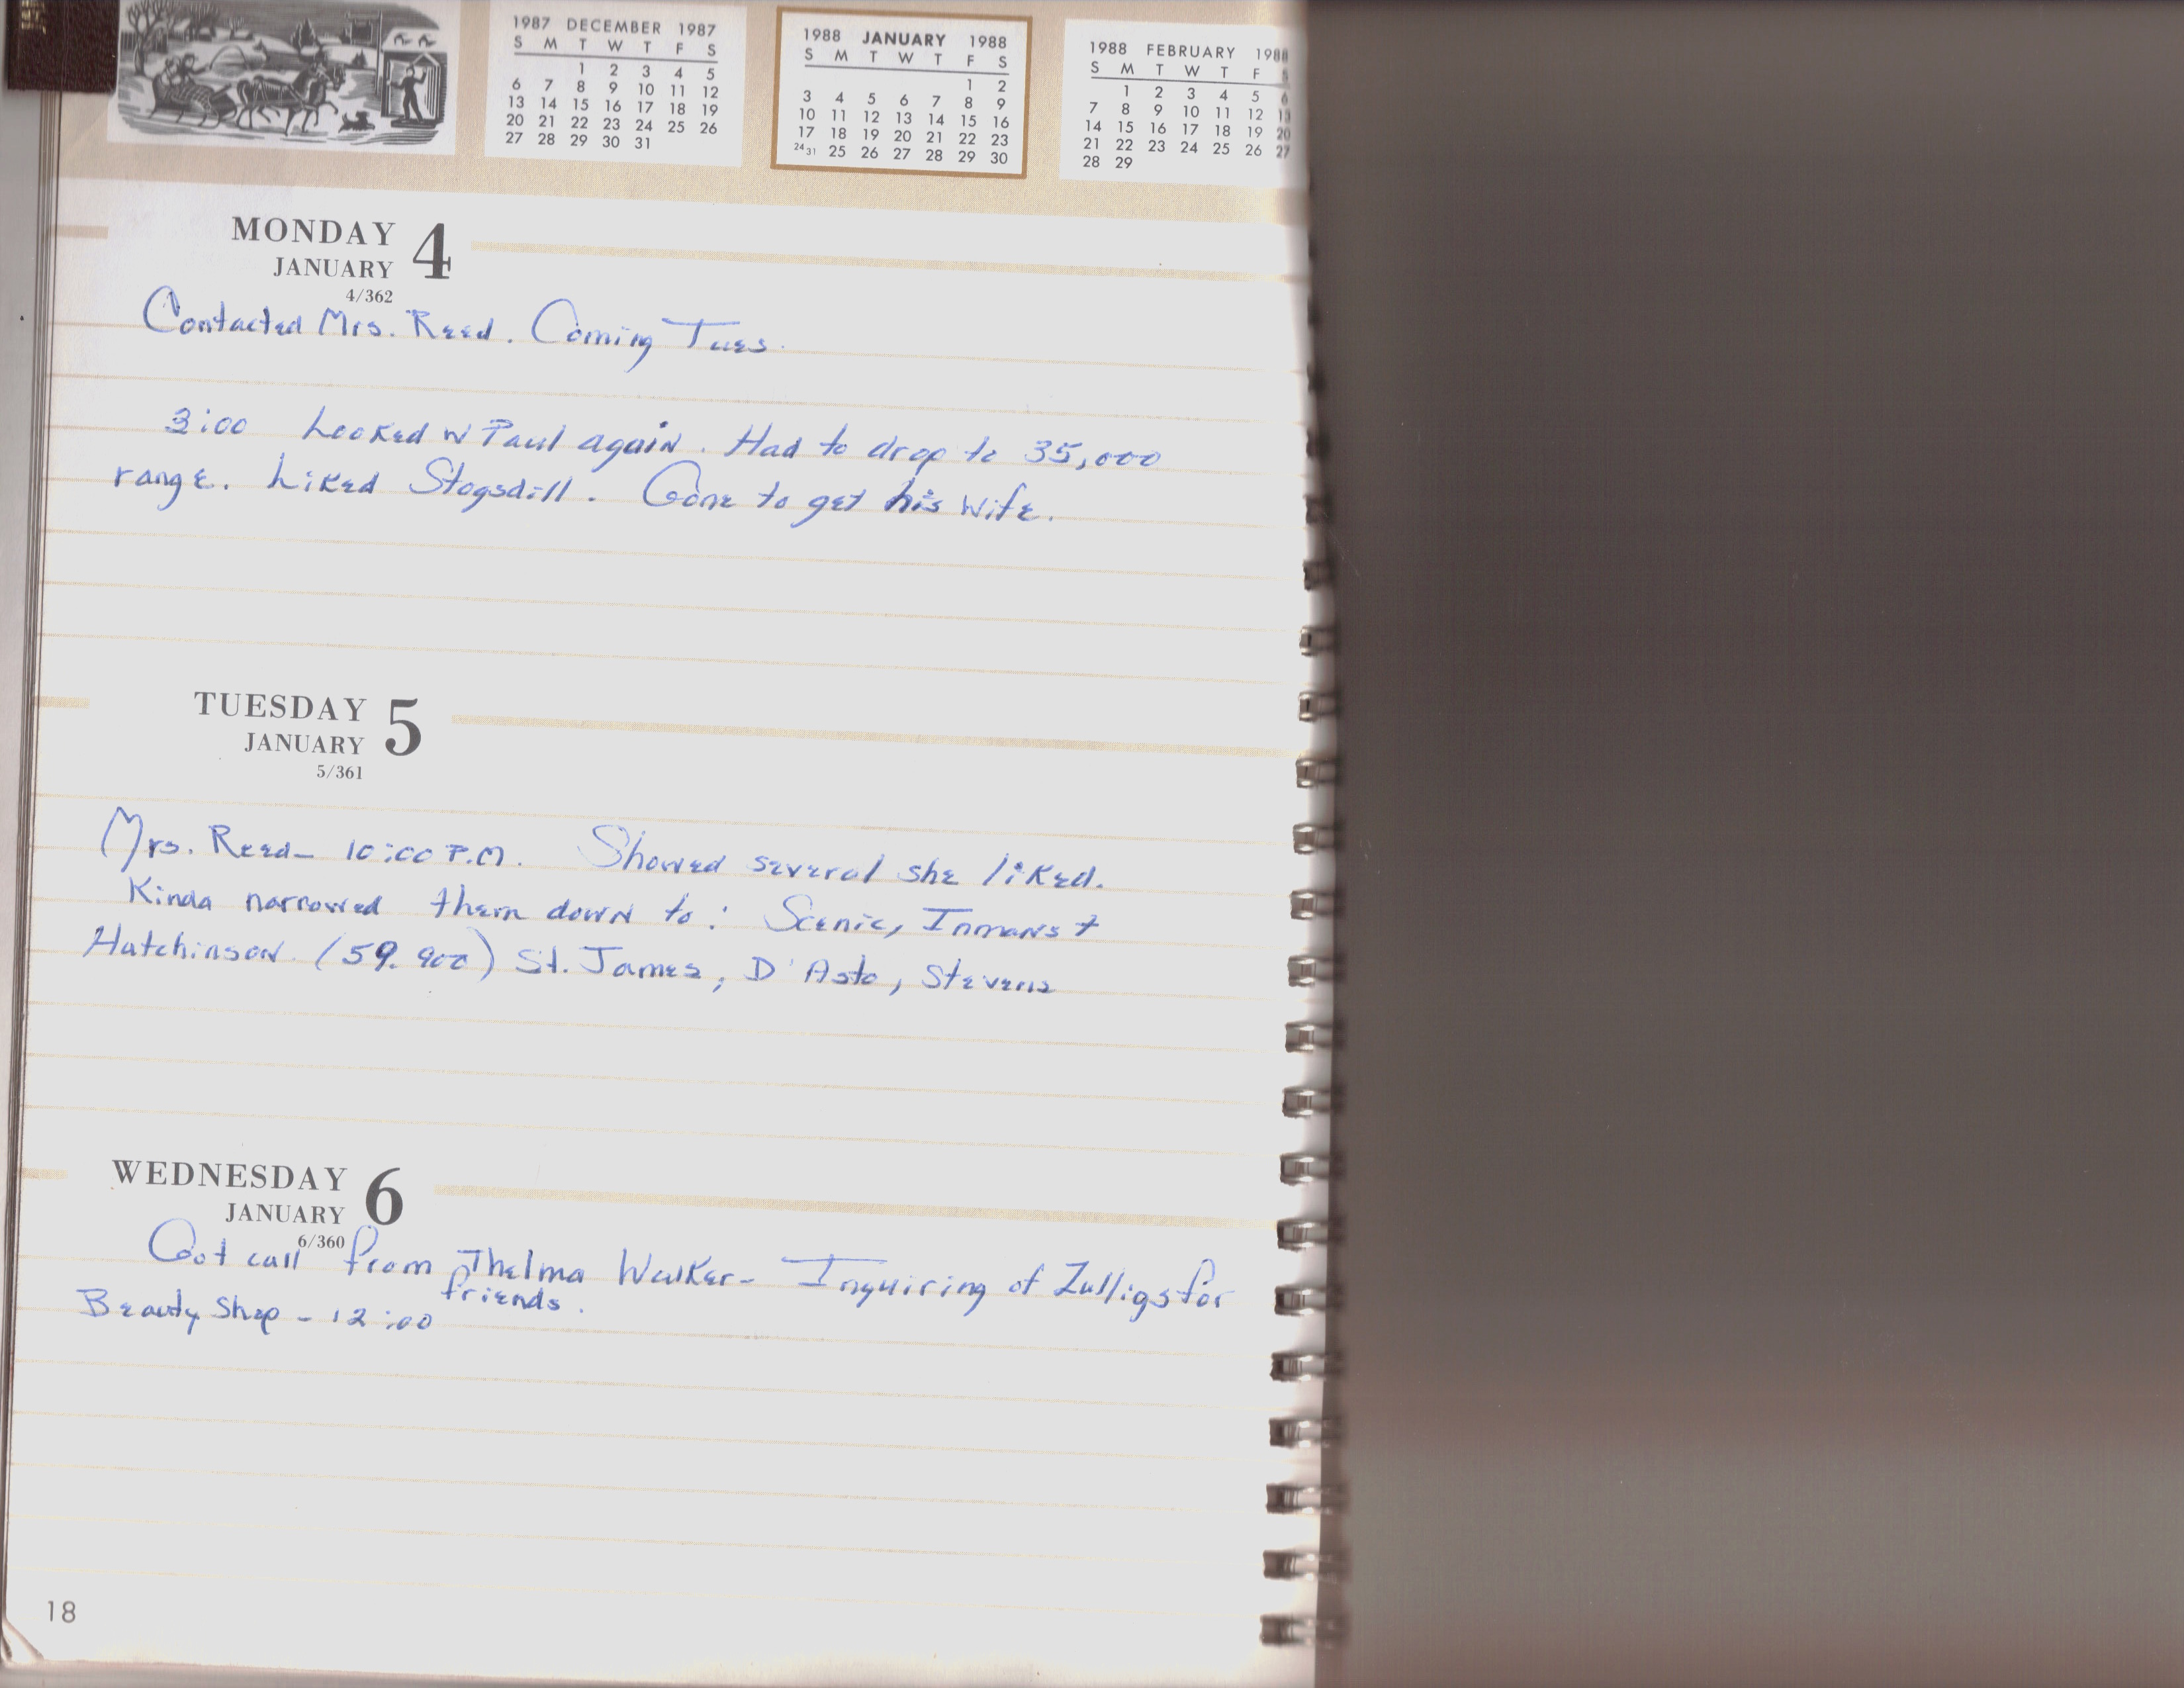 1987 DECEMBER 1987
S M T W T F S
1 2 3 4 5
6 7 8 9 10 11 12
13 14 15 16 17 18 19
20 21 22 23 24 25 26
27 28 29 30 31
1988 JANUARY 1988
S M T W T F S
1 2
3 4 5 6 7 8 9
10 11 12 13 14 15 16
17 18 19 20 21 22 23
24 31 25 26 27 28 29 30
1988 FEBRUARY 1988
S M T W T F S
1 2 3 4 5 6
7 8 9 10 11 12 13
14 15 16 17 18 19 20
21 22 23 24 25 26 27
28 29
MONDAY 4
JANUARY
4/362
Contacted Mrs. Reed. Coming Tues.
3:00 Looked w Paul again. Had to drop to 35,000
range. Liked Stogsdill. Gone to get his wife.
TUESDAY 5
JANUARY
5/361
Mrs. Reed- 10:00 P.M. Showed several she liked.
Kinda narrowed them down to: Scenic, Inmans +
Hutchinson. (59.900) St. James, D'Asto, Stevens
WEDNESDAY 6
JANUARY
6/360
Got call from Thelma Walker- Inquiring of Zulligs for
friends.
Beauty Shop - 12:00
18